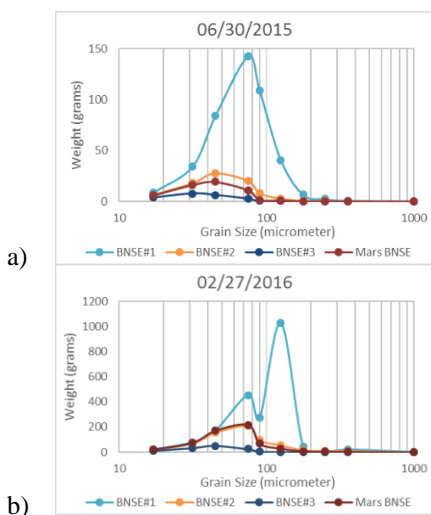 06/30/2015
150
100
50
0
Weight (grams)
10 100 1000
Grain Size (micrometer)
BNSE#1 BNSE#2 BNSE#3 Mars BNSE
a)
02/27/2016
1200
1000
800
600
400
200
0
Weight (grams)
10 100 1000
Grain Size (micrometer)
BNSE#1 BNSE#2 BNSE#3 Mars BNSE
b)